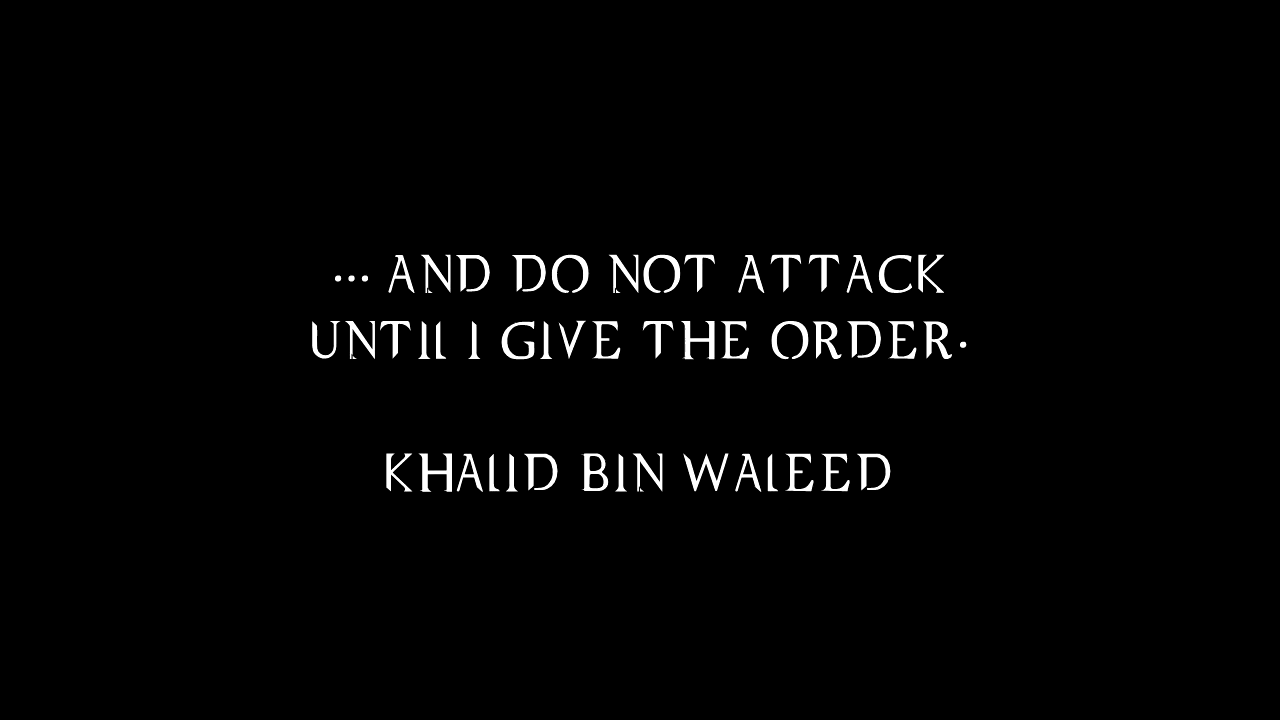 ... AND DO NOT ATTACK
UNTIL I GIVE THE ORDER.
KHALID BIN WALEED